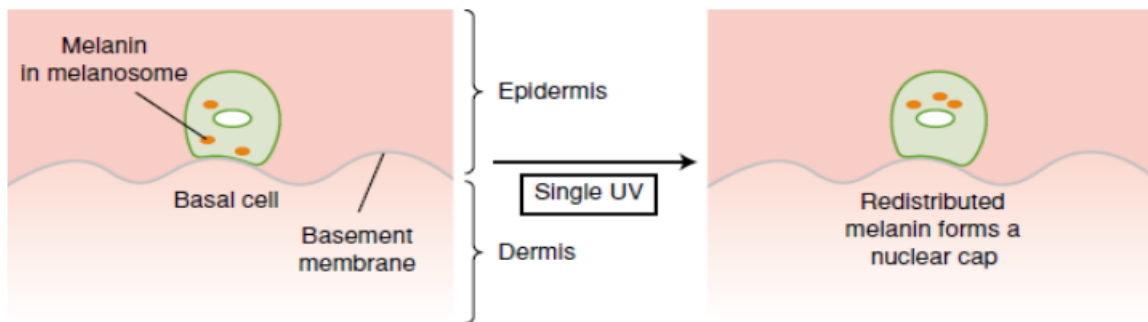 Melanin
in melanosome
Basal cell
Basement
membrane
Epidermis
Dermis
Single UV
Redistributed
melanin forms a
nuclear cap